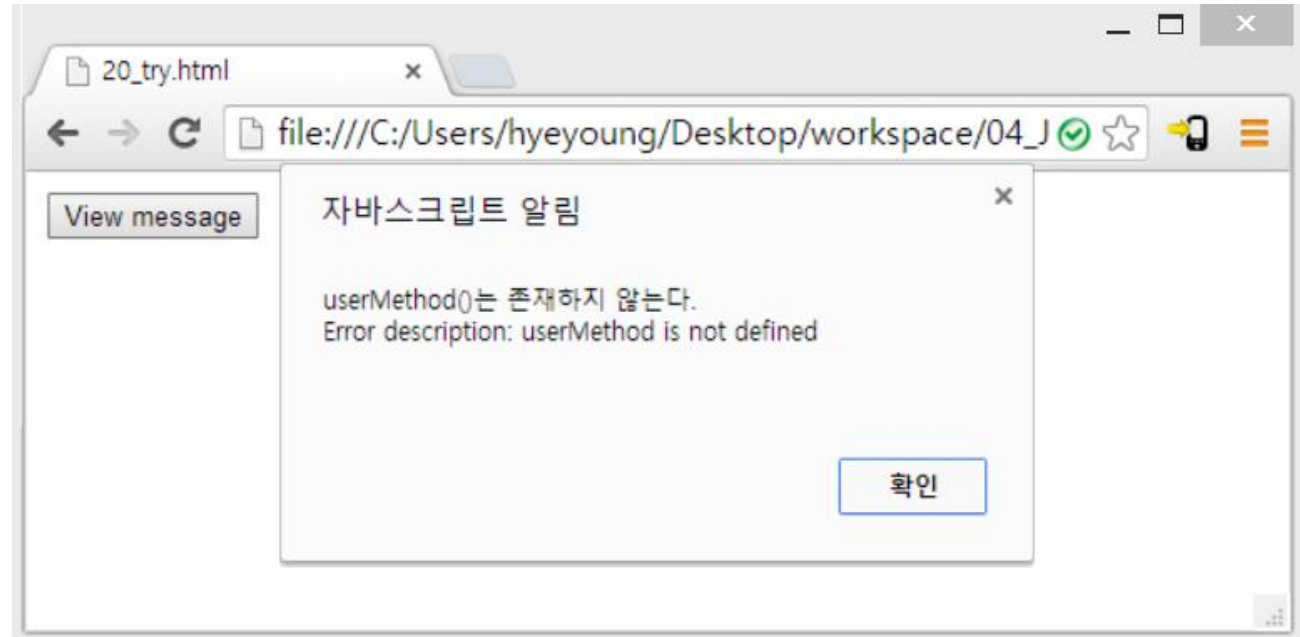 20_try.html
file:///C:/Users/hyeyoung/Desktop/workspace/04_J
View message
자바스크립트 알림
userMethod()는 존재하지 않는다.
Error description: userMethod is not defined
확인